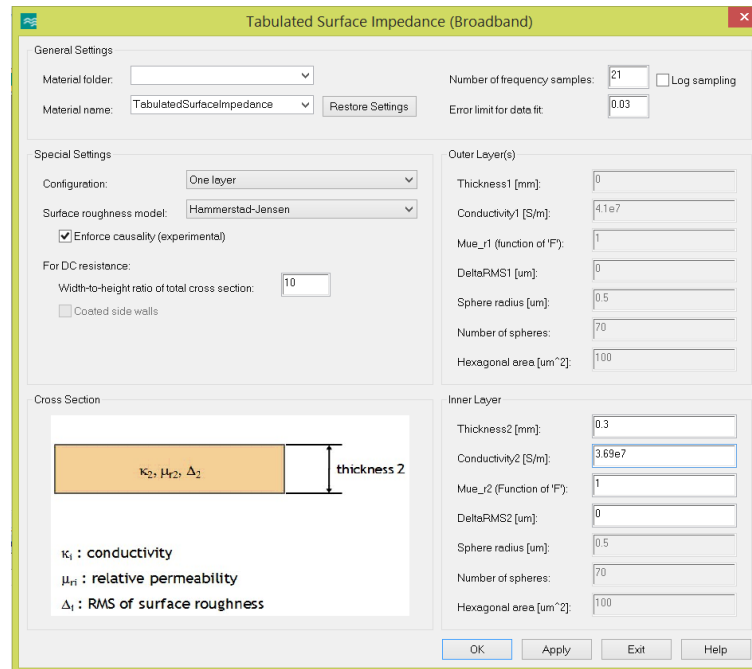 Tabulated Surface Impedance (Broadband)
General Settings
Material folder:
Number of frequency samples: 21 Log sampling
Material name: TabulatedSurfaceImpedance Restore Settings
Error limit for data fit: 0.03
Special Settings
Configuration: One layer
Surface roughness model: Hammerstad-Jensen
Enforce causality (experimental)
For DC resistance:
Width-to-height ratio of total cross section: 10
Coated side walls
Outer Layer(s)
Thickness1 [mm]: 0
Conductivity1 [S/m]: 4.1e7
Mue_r1 (function of 'F'): 1
DeltaRMS1 [um]: 0
Sphere radius [um]: 0.5
Number of spheres: 70
Hexagonal area [um^2]: 100
Cross Section
κ2, μr2, Δ2
thickness 2
κi : conductivity
μri : relative permeability
Δi : RMS of surface roughness
Inner Layer
Thickness2 [mm]: 0.3
Conductivity2 [S/m]: 3.69e7
Mue_r2 (Function of 'F'): 1
DeltaRMS2 [um]: 0
Sphere radius [um]: 0.5
Number of spheres: 70
Hexagonal area [um^2]: 100
OK Apply Exit Help